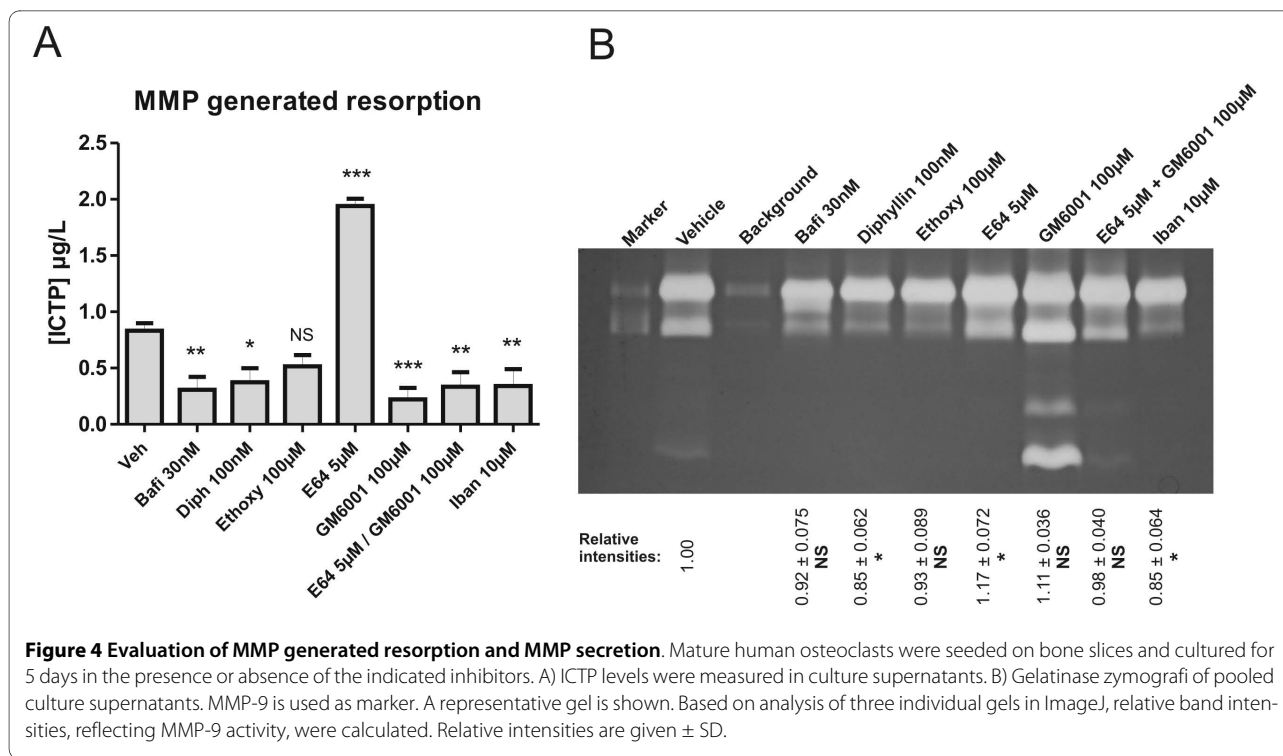 A
MMP generated resorption
[ICTP] µg/L
2.5
2.0
1.5
1.0
0.5
0.0
**
*
NS
***
***
**
**
Veh
Bafi 30nM
Diph 100nM
Ethoxy 100µM
E64 5µM
GM6001 100µM
E64 5µM / GM6001 100µM
Iban 10µM
B
Marker
Vehicle
Background
Bafi 30nM
Diphyllin 100nM
Ethoxy 100µM
E64 5µM
GM6001 100µM
E64 5µM + GM6001 100µM
Iban 10µM
Relative
intensities:
1.00
0.92 ± 0.075
NS
0.85 ± 0.062
*
0.93 ± 0.089
NS
1.17 ± 0.072
*
1.11 ± 0.036
NS
0.98 ± 0.040
NS
0.85 ± 0.064
*
Figure 4 Evaluation of MMP generated resorption and MMP secretion. Mature human osteoclasts were seeded on bone slices and cultured for
5 days in the presence or absence of the indicated inhibitors. A) ICTP levels were measured in culture supernatants. B) Gelatinase zymografi of pooled
culture supernatants. MMP-9 is used as marker. A representative gel is shown. Based on analysis of three individual gels in ImageJ, relative band inten-
sities, reflecting MMP-9 activity, were calculated. Relative intensities are given ± SD.